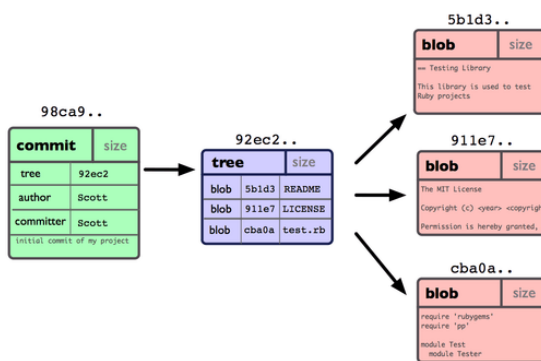 98ca9..
commit size
tree 92ec2
author Scott
committer Scott
initial commit of my project
92ec2..
tree size
blob 5b1d3 README
blob 911e7 LICENSE
blob cba0a test.rb
5b1d3..
blob size
== Testing Library
This library is used to test
Ruby projects
911e7..
blob size
The MIT License
Copyright (c) <year> <copyrigh
Permission is hereby granted,
cba0a..
blob size
require 'rubygems'
require 'pp'
module Test
module Tester